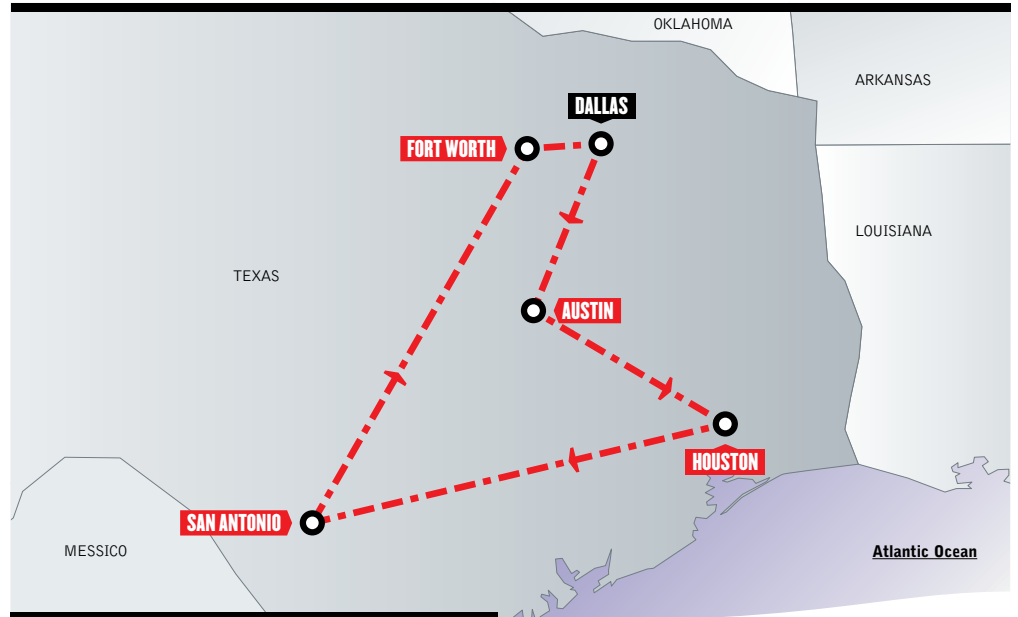 OKLAHOMA
ARKANSAS
DALLAS
FORT WORTH
LOUISIANA
TEXAS
AUSTIN
HOUSTON
SAN ANTONIO
MESSICO
Atlantic Ocean